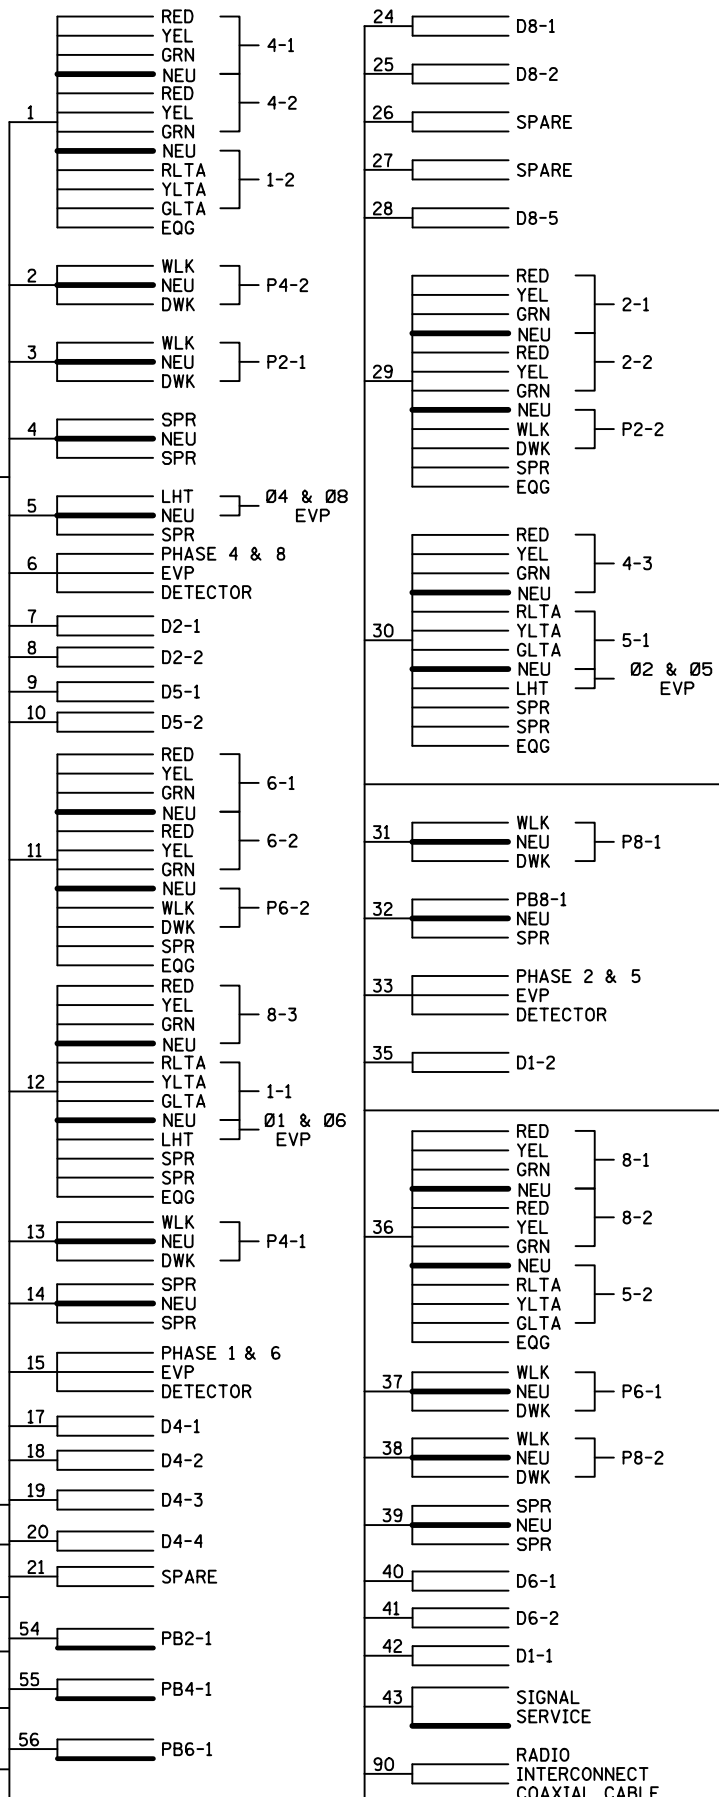 1
RED
YEL
GRN
NEU
4-1
RED
YEL
GRN
4-2
NEU
RLTA
YLTA
GLTA
1-2
EQG
2
WLK
NEU
DWK
P4-2
3
WLK
NEU
DWK
P2-1
4
SPR
NEU
SPR
5
LHT
NEU
SPR
Ø4 & Ø8
EVP
6
PHASE 4 & 8
EVP
DETECTOR
7 D2-1
8 D2-2
9 D5-1
10 D5-2
11
RED
YEL
GRN
NEU
6-1
RED
YEL
GRN
6-2
NEU
WLK
DWK
P6-2
SPR
EQG
12
RED
YEL
GRN
NEU
8-3
RLTA
YLTA
GLTA
NEU
1-1
LHT
Ø1 & Ø6
EVP
SPR
SPR
EQG
13
WLK
NEU
DWK
P4-1
14
SPR
NEU
SPR
15
PHASE 1 & 6
EVP
DETECTOR
17 D4-1
18 D4-2
19 D4-3
20 D4-4
21 SPARE
54 PB2-1
55 PB4-1
56 PB6-1
24 D8-1
25 D8-2
26 SPARE
27 SPARE
28 D8-5
29
RED
YEL
GRN
NEU
2-1
RED
YEL
GRN
2-2
NEU
WLK
DWK
P2-2
SPR
EQG
30
RED
YEL
GRN
NEU
4-3
RLTA
YLTA
GLTA
NEU
5-1
LHT
Ø2 & Ø5
EVP
SPR
SPR
EQG
31
WLK
NEU
DWK
P8-1
32
PB8-1
NEU
SPR
33
PHASE 2 & 5
EVP
DETECTOR
35 D1-2
36
RED
YEL
GRN
NEU
8-1
RED
YEL
GRN
8-2
NEU
RLTA
YLTA
GLTA
5-2
EQG
37
WLK
NEU
DWK
P6-1
38
WLK
NEU
DWK
P8-2
39
SPR
NEU
SPR
40 D6-1
41 D6-2
42 D1-1
43
SIGNAL
SERVICE
90
RADIO
INTERCONNECT
COAXIAL CABLE